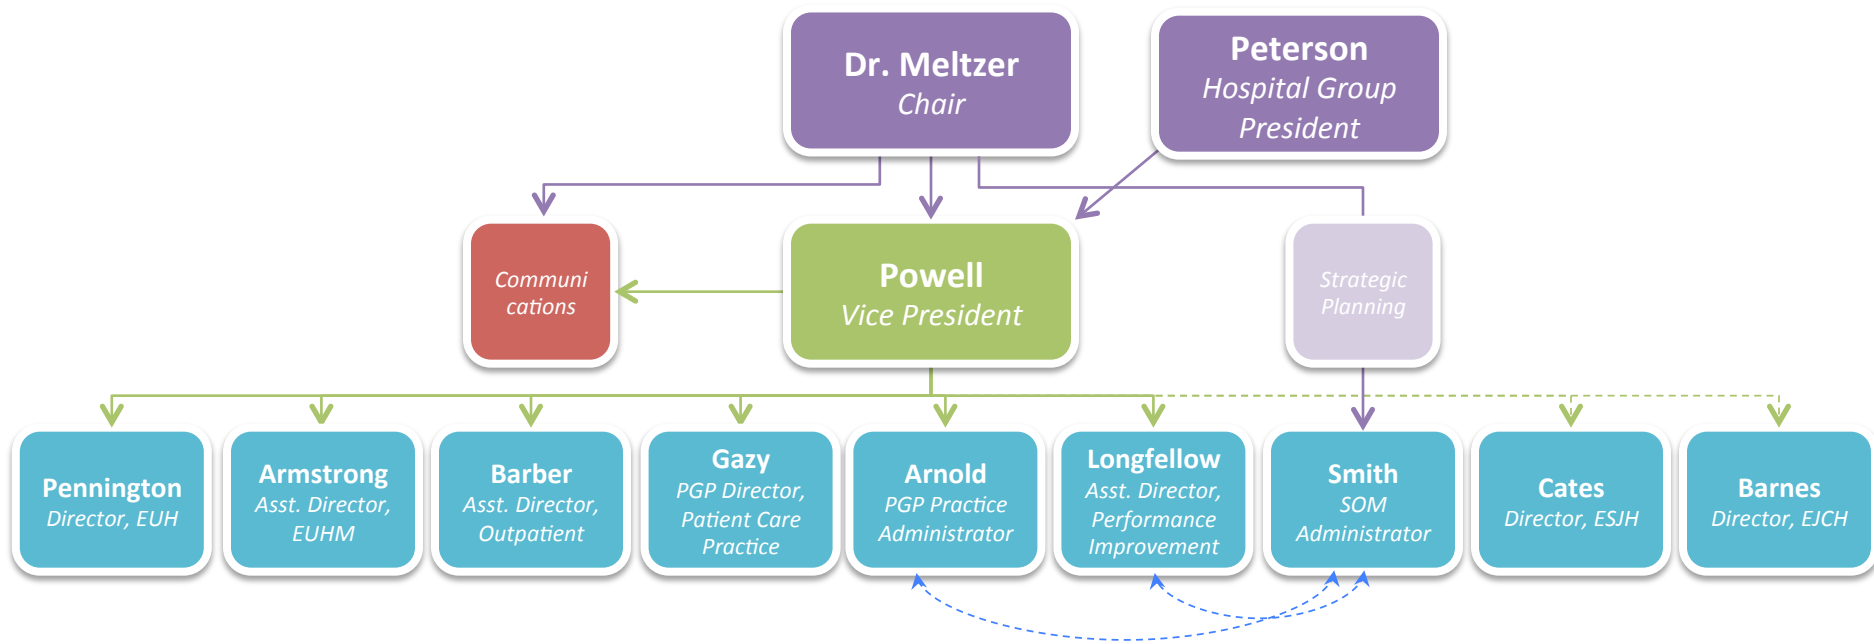 Dr. Meltzer
Chair
Peterson
Hospital Group
President
Communi
cations
Powell
Vice President
Strategic
Planning
Pennington
Director, EUH
Armstrong
Asst. Director,
EUHM
Barber
Asst. Director,
Outpatient
Gazy
PGP Director,
Patient Care
Practice
Arnold
PGP Practice
Administrator
Longfellow
Asst. Director,
Performance
Improvement
Smith
SOM
Administrator
Cates
Director, ESJH
Barnes
Director, EJCH